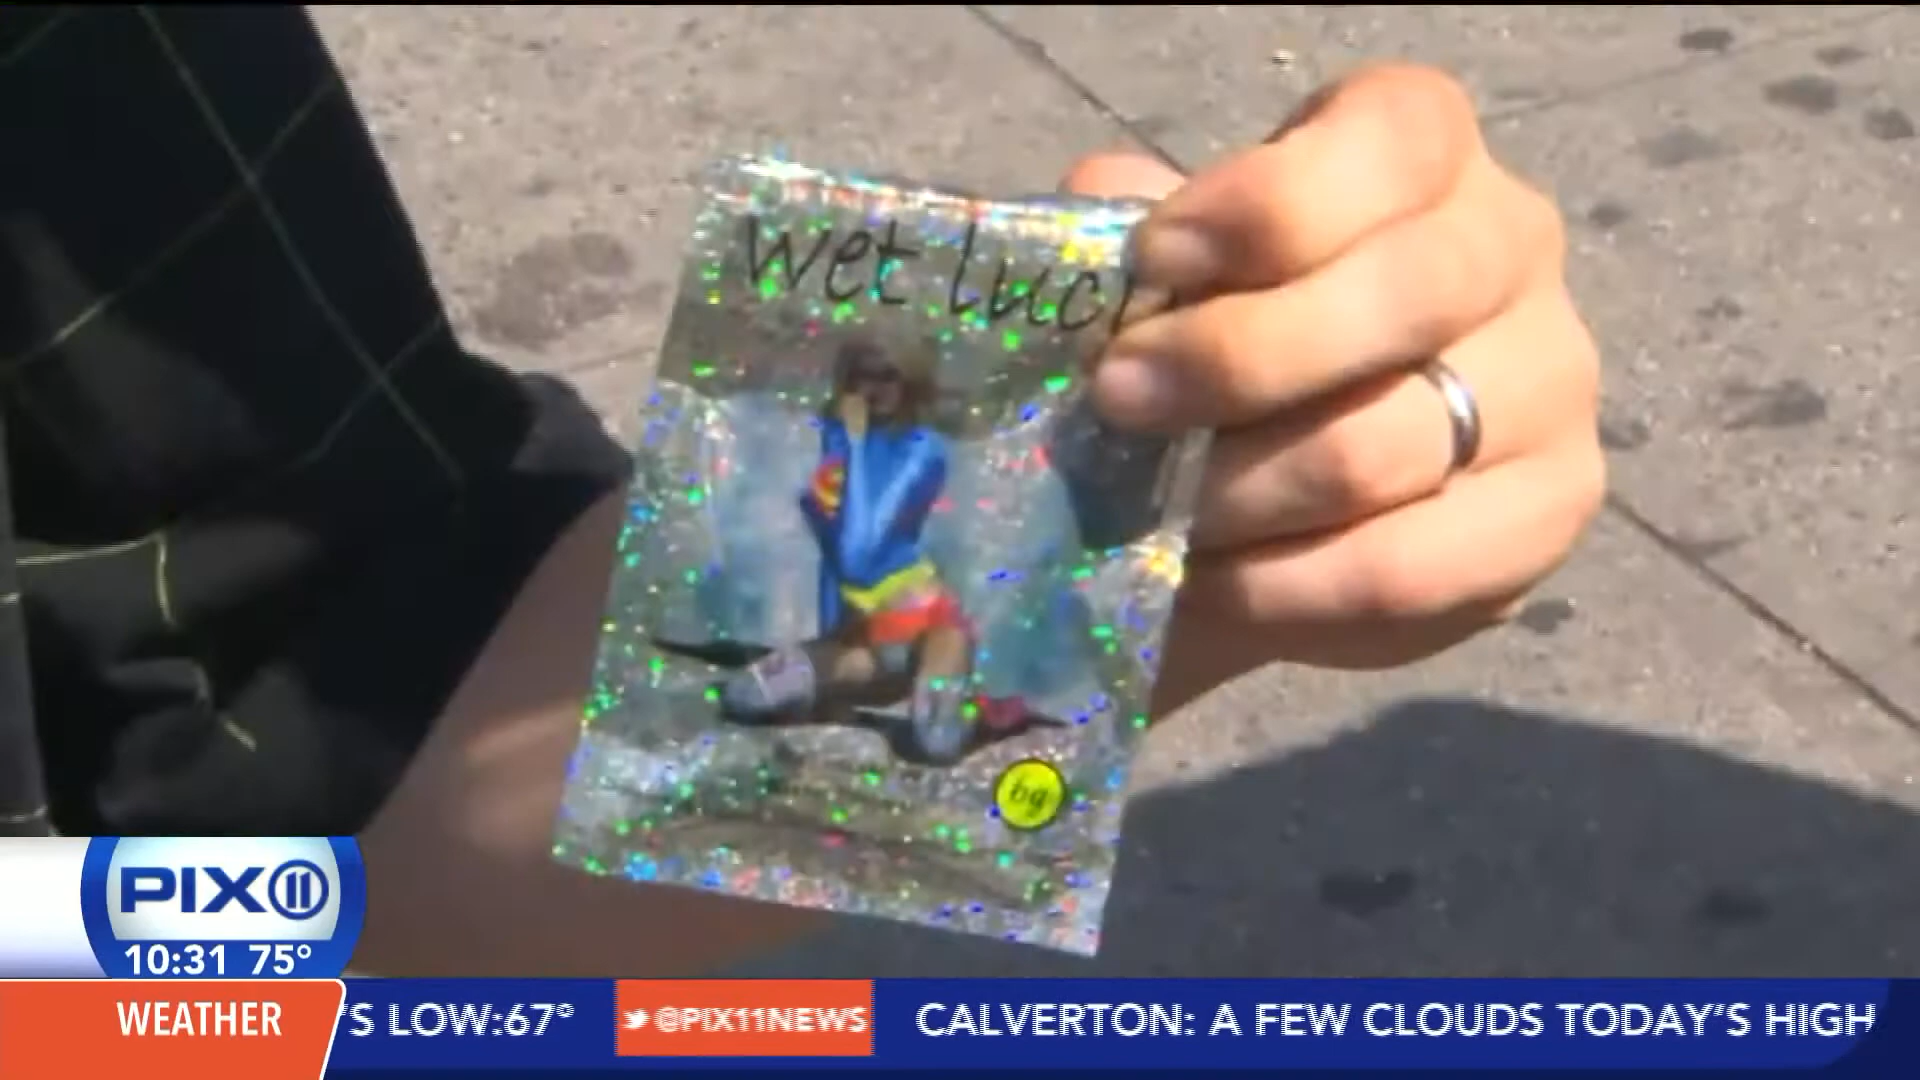 wet luc
bg
PIX11
10:31 75°
WEATHER
'S LOW:67° @PIX11NEWS CALVERTON: A FEW CLOUDS TODAY'S HIGH